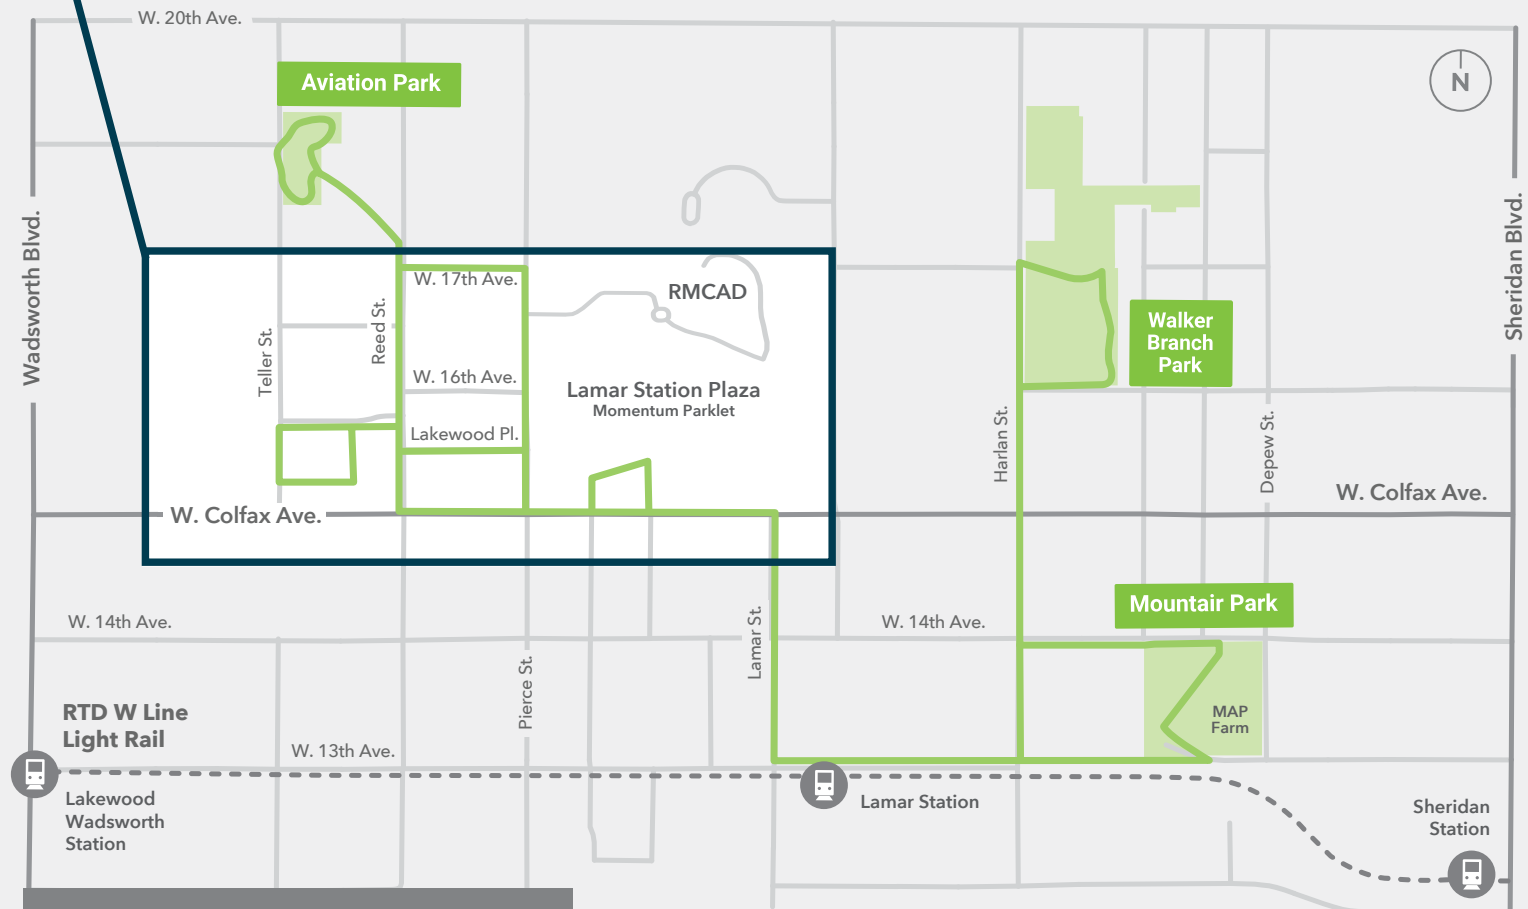 W. 20th Ave.
Aviation Park
N
Wadsworth Blvd.
Sheridan Blvd.
W. 17th Ave.
RMCAD
Reed St.
Teller St.
Walker
Branch
Park
W. 16th Ave.
Lamar Station Plaza
Momentum Parklet
Lakewood Pl.
Harlan St.
Depew St.
W. Colfax Ave.
W. Colfax Ave.
Mountair Park
W. 14th Ave.
W. 14th Ave.
Lamar St.
Pierce St.
MAP
Farm
RTD W Line
Light Rail
W. 13th Ave.
Lakewood
Wadsworth
Station
Lamar Station
Sheridan
Station